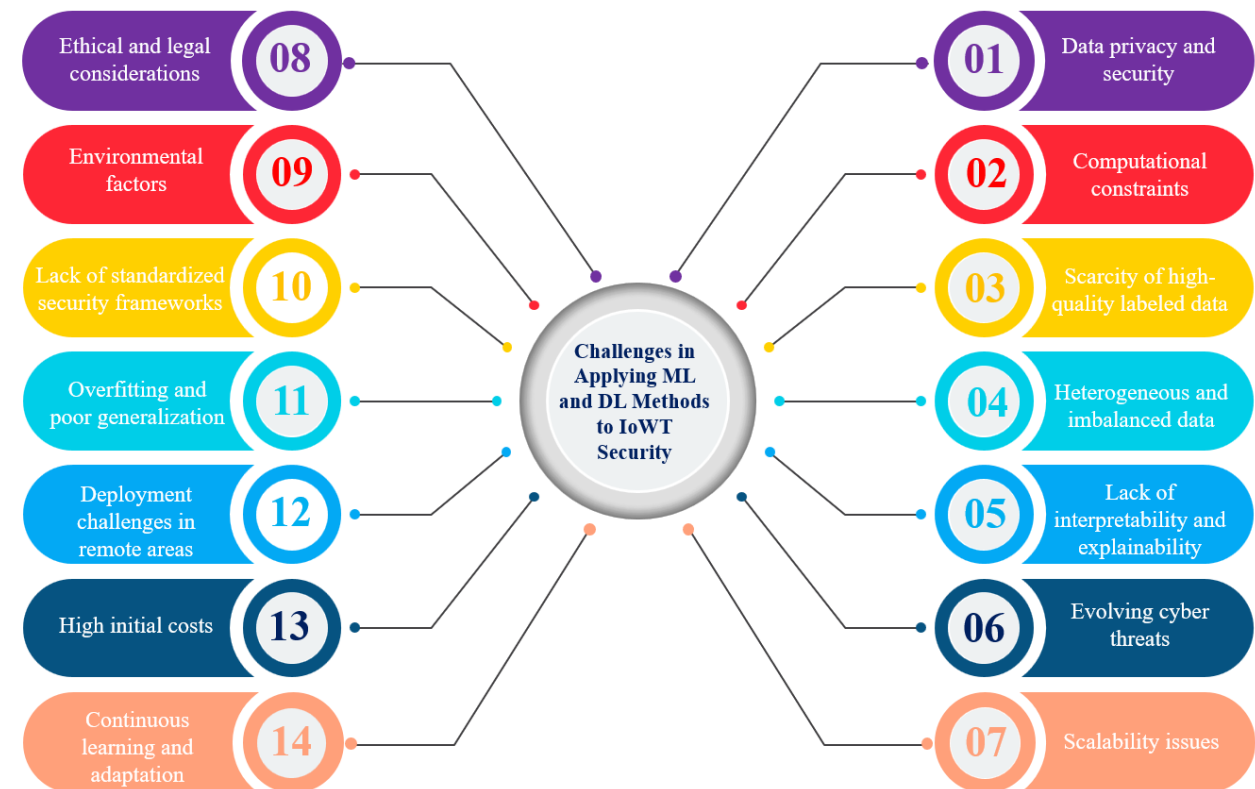 Challenges in
Applying ML
and DL Methods
to IoWT
Security
01
Data privacy and
security
02
Computational
constraints
03
Scarcity of high-
quality labeled data
04
Heterogeneous and
imbalanced data
05
Lack of
interpretability and
explainability
06
Evolving cyber
threats
07
Scalability issues
08
Ethical and legal
considerations
09
Environmental
factors
10
Lack of standardized
security frameworks
11
Overfitting and
poor generalization
12
Deployment
challenges in
remote areas
13
High initial costs
14
Continuous
learning and
adaptation